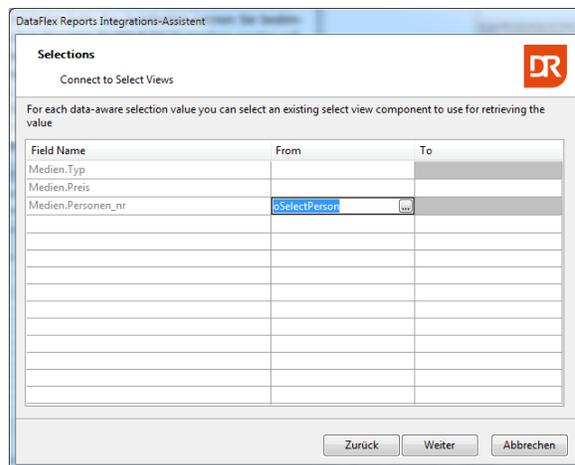 DataFlex Reports Integrations-Assistent
Selections
Connect to Select Views
DR
For each data-aware selection value you can select an existing select view component to use for retrieving the
value
Field Name From To
Medien.Typ
Medien.Preis
Medien.Personen_nr oSelectPerson ...
Zurück Weiter Abbrechen